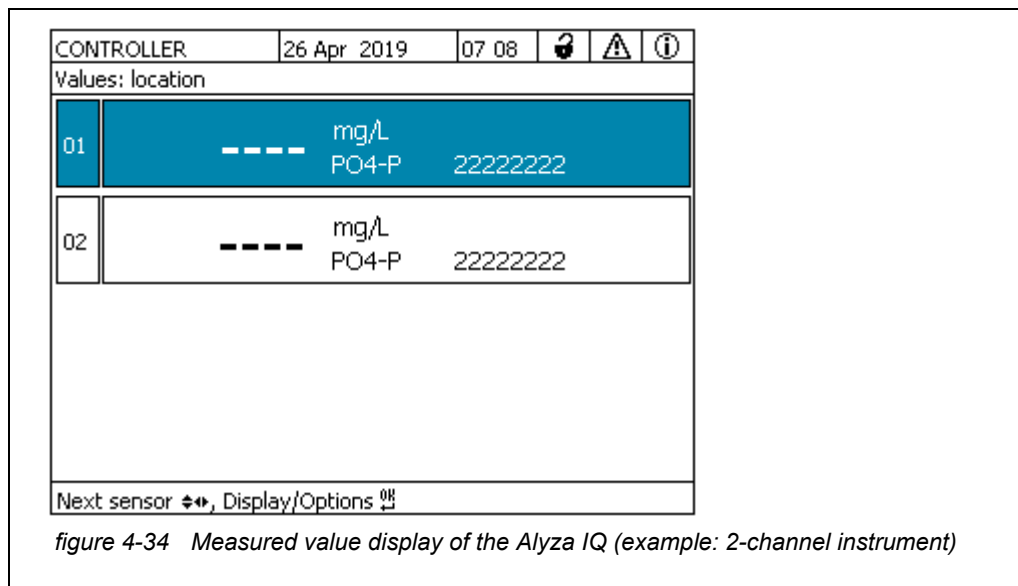 CONTROLLER 26 Apr 2019 07 08
Values: location
01 ---- mg/L
PO4-P 22222222
02 ---- mg/L
PO4-P 22222222
Next sensor , Display/Options OK
figure 4-34 Measured value display of the Alyza IQ (example: 2-channel instrument)